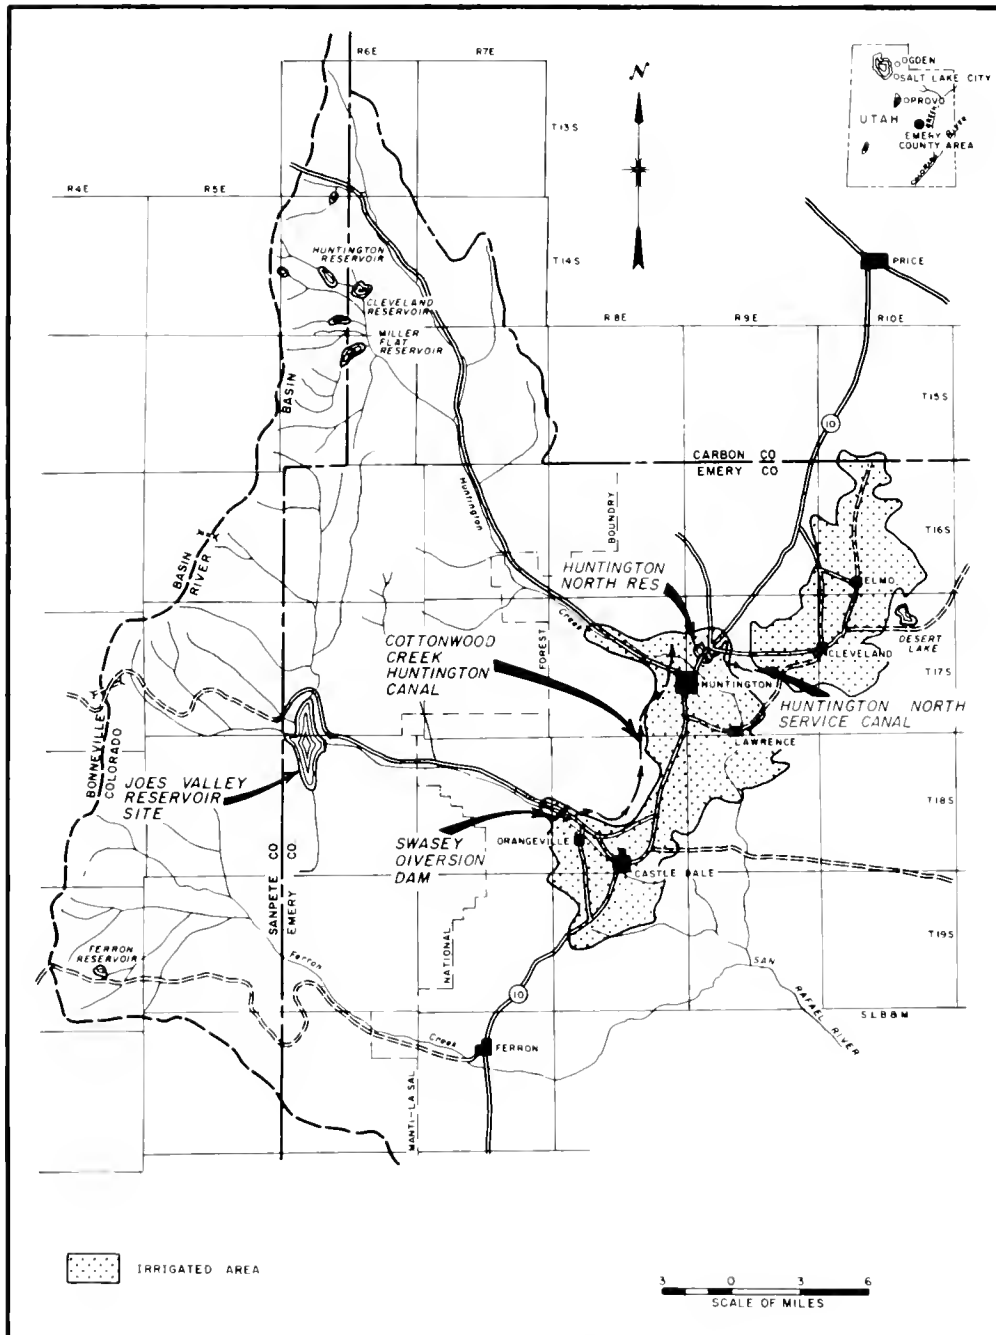 R6E
R7E
N
OGDEN
SALT LAKE CITY
PROVO
UTAH
GREEN
RIVER
EMERY
COUNTY AREA
COLORADO
T13S
R4E
R5E
HUNTINGTON
RESERVOIR
T14S
PRICE
CLEVELAND
RESERVOIR
R8E
R9E
R10E
MILLER
FLAT
RESERVOIR
BASIN
T15S
10
CARBON CO
EMERY CO
Huntington
BOUNDRY
T16S
BASIN
RIVER
HUNTINGTON
NORTH RES
ELMO
Creek
DESERT
LAKE
COTTONWOOD
CREEK
HUNTINGTON
CANAL
FOREST
CLEVELAND
T17S
HUNTINGTON
HUNTINGTON NORTH
SERVICE CANAL
BONNEVILLE
COLORADO
LAWRENCE
JOES VALLEY
RESERVOIR
SITE
T18S
SWASEY
DIVERSION
DAM
ORANGEVILLE
CASTLE DALE
SANPETE CO
EMERY CO.
T19S
FERRON
RESERVOIR
Ferron
NATIONAL
SAN
RAFAEL RIVER
10
S.L.B.& M
Creek
FERRON
MANTI-LA SAL
IRRIGATED AREA
3 0 3 6
SCALE OF MILES